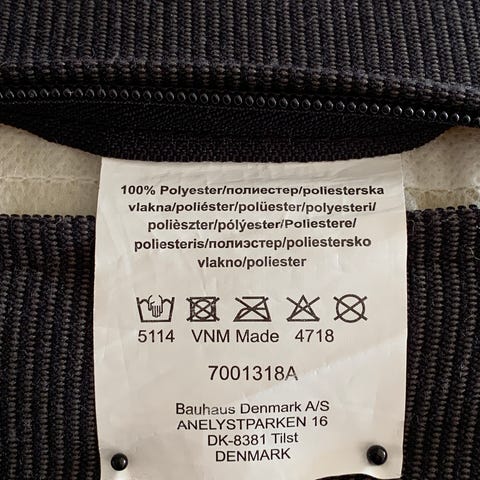 100% Polyester/полиестер/poliesterska
vlakna/poliéster/polüester/polyesteri/
polièszter/pólýester/Poliestere/
poliesteris/полиэстер/poliestersko
vlakno/poliester
5114 VNM Made 4718
7001318A
Bauhaus Denmark A/S
ANELYSTPARKEN 16
DK-8381 Tilst
DENMARK